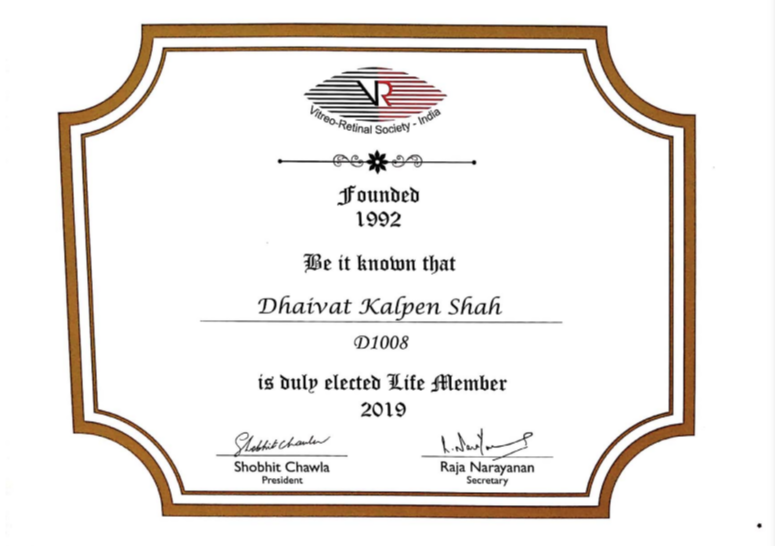 VR
Vitreo-Retinal Society - India
Founded
1992
Be it known that
Dhaivat Kalpen Shah
D1008
is duly elected Life Member
2019
Shobhit Chawla
R. Narayanan
Shobhit Chawla
Raja Narayanan
President
Secretary